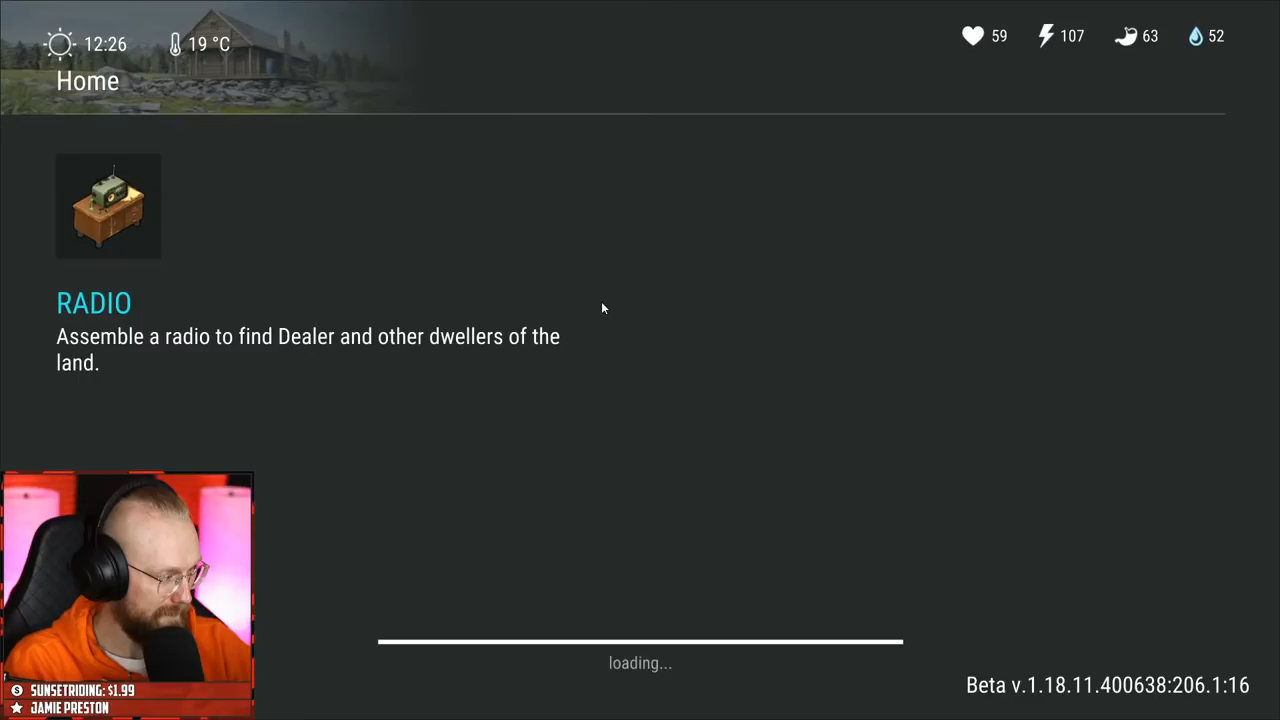 12:26
19 °C
59
107
63
52
Home
RADIO
Assemble a radio to find Dealer and other dwellers of the
land.
loading...
SUNSETRIDING: $1.99
JAMIE PRESTON
Beta v.1.18.11.400638:206.1:16